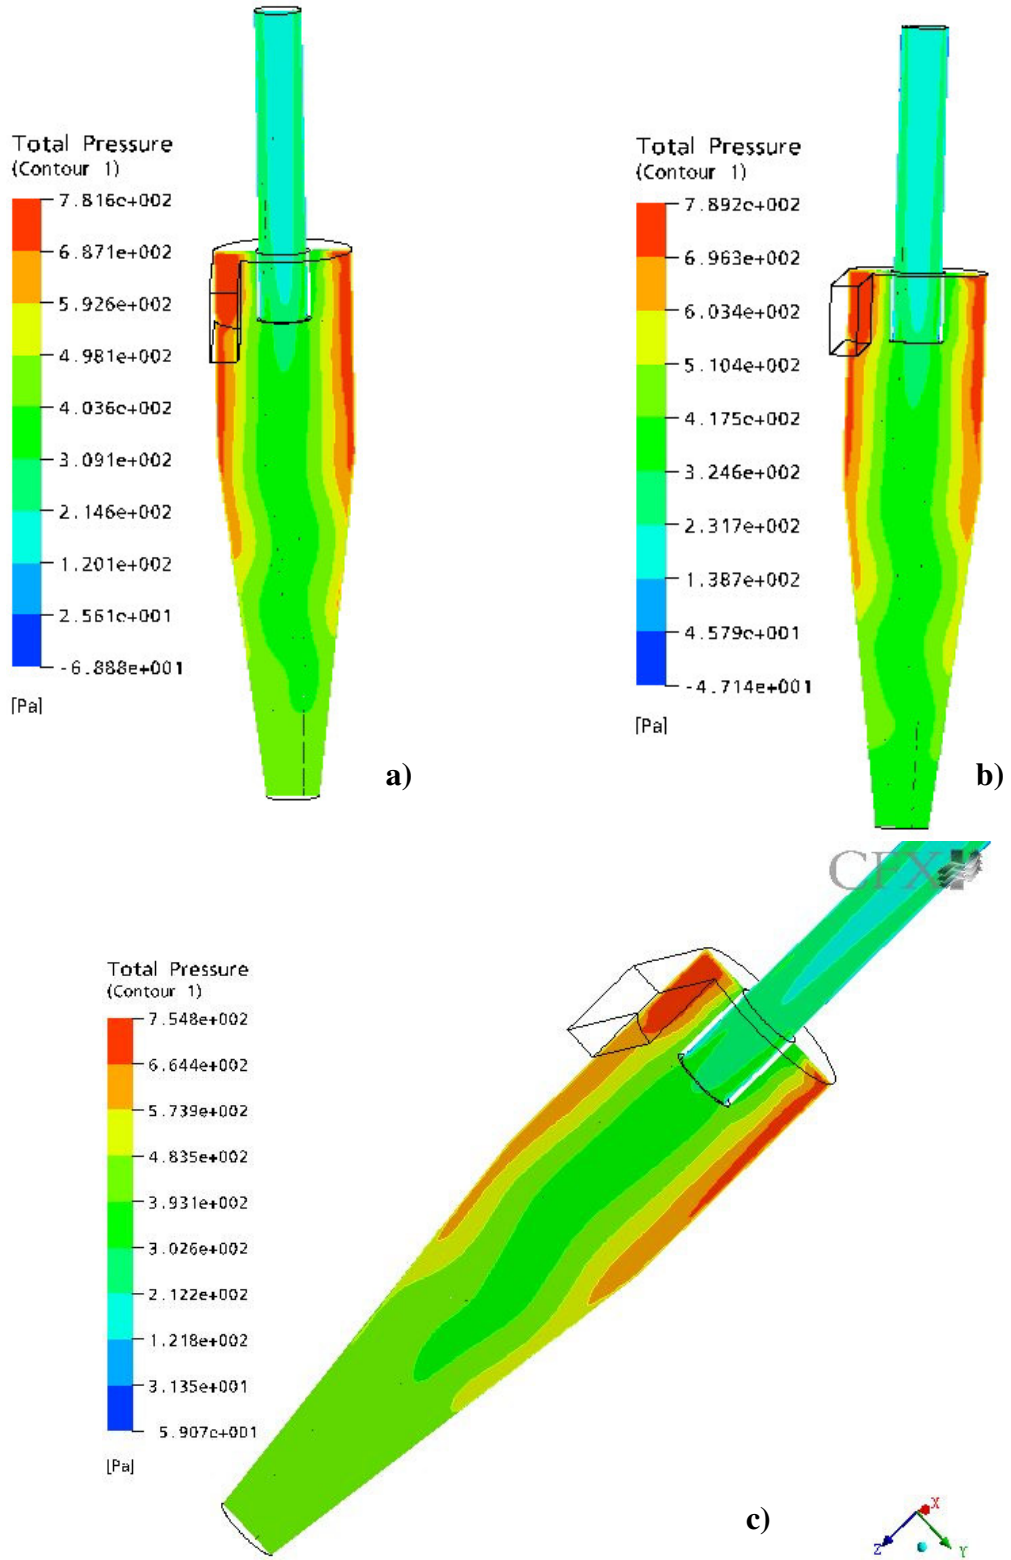 Total Pressure
(Contour 1)
7.816e+002
6.871e+002
5.926e+002
4.981e+002
4.036e+002
3.091e+002
2.146e+002
1.201e+002
2.561e+001
-6.888e+001
[Pa]
a)
Total Pressure
(Contour 1)
7.892e+002
6.963e+002
6.034e+002
5.104e+002
4.175e+002
3.246e+002
2.317e+002
1.387e+002
4.579e+001
-4.714e+001
[Pa]
b)
CFX
Total Pressure
(Contour 1)
7.548e+002
6.644e+002
5.739e+002
4.835e+002
3.931e+002
3.026e+002
2.122e+002
1.218e+002
3.135e+001
5.907e+001
[Pa]
c)
X
Z
Y